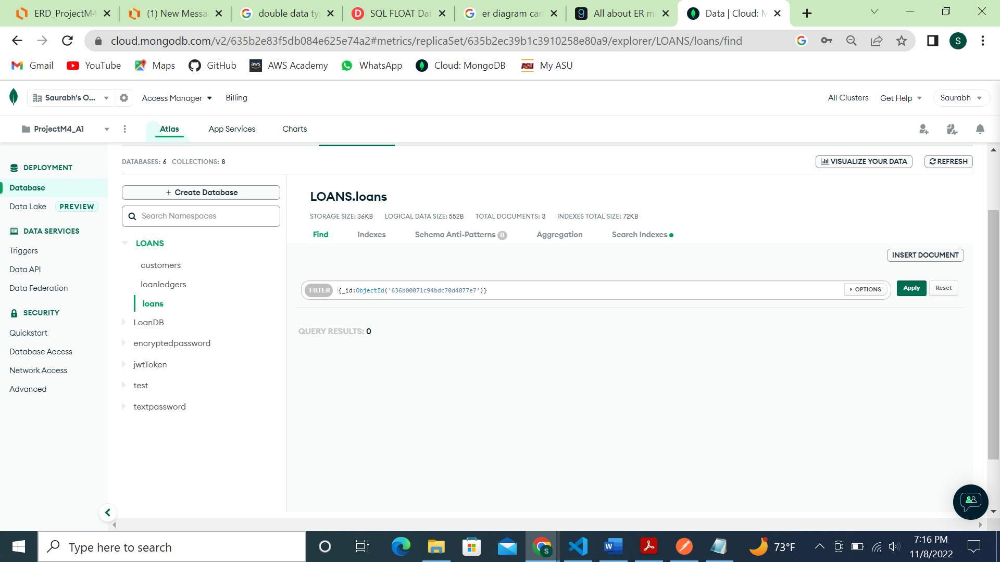 ERD_ProjectM4
(1) New Messa
double data ty
SQL FLOAT Dat
er diagram car
All about ER m
Data | Cloud: M
cloud.mongodb.com/v2/635b2e83f5db084e625e74a2#metrics/replicaSet/635b2ec39b1c3910258e80a9/explorer/LOANS/loans/find
S
Gmail
YouTube
Maps
GitHub
aws
AWS Academy
WhatsApp
Cloud: MongoDB
ASU
My ASU
Saurabh's O...
Access Manager
Billing
All Clusters
Get Help
Saurabh
ProjectM4_A1
Atlas
App Services
Charts
DATABASES: 6 COLLECTIONS: 8
VISUALIZE YOUR DATA
REFRESH
DEPLOYMENT
Database
Data Lake PREVIEW
DATA SERVICES
Triggers
Data API
Data Federation
SECURITY
Quickstart
Database Access
Network Access
Advanced
+ Create Database
Search Namespaces
LOANS
customers
loanledgers
loans
LoanDB
encryptedpassword
jwtToken
test
textpassword
LOANS.loans
STORAGE SIZE: 36KB LOGICAL DATA SIZE: 552B TOTAL DOCUMENTS: 3 INDEXES TOTAL SIZE: 72KB
Find
Indexes
Schema Anti-Patterns 0
Aggregation
Search Indexes
INSERT DOCUMENT
FILTER {_id:ObjectId('636b00071c94bdc70d4077e7')}
OPTIONS
Apply
Reset
QUERY RESULTS: 0
Type here to search
S
73°F
7:16 PM
11/8/2022